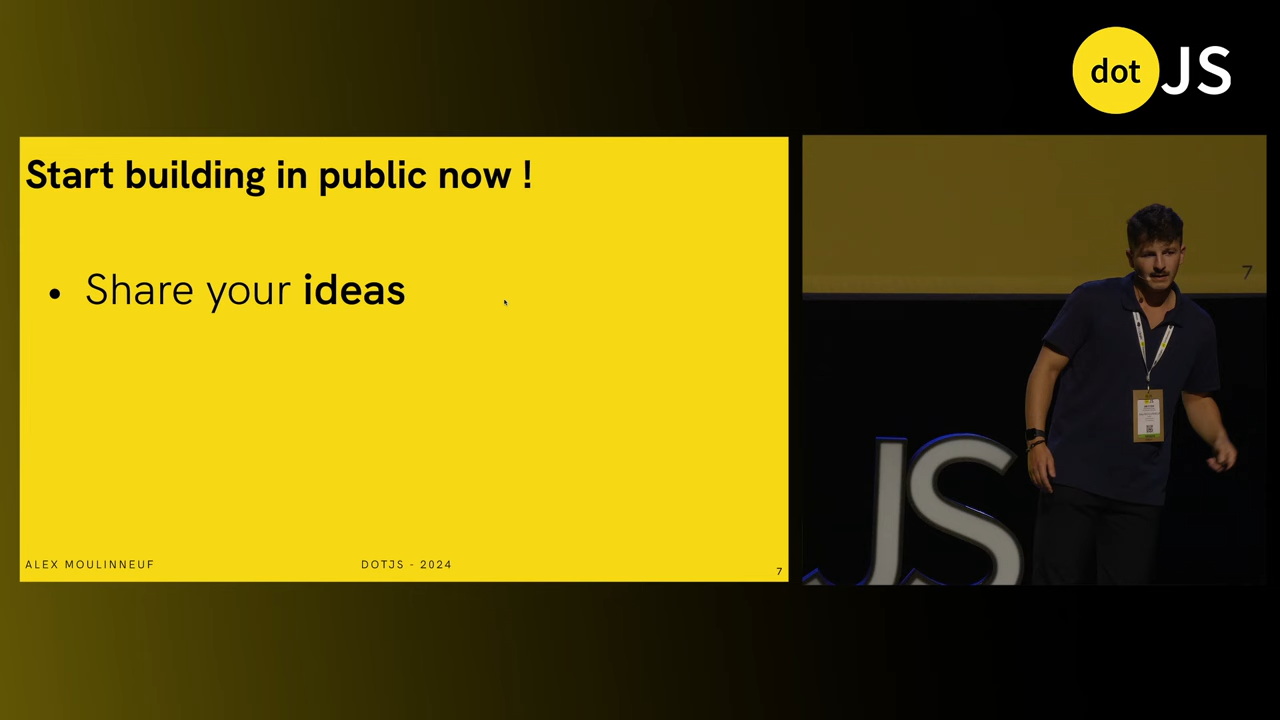 dot JS
Start building in public now !
• Share your ideas
7
JS
ALEX MOULINNEUF
DOTJS - 2024
7